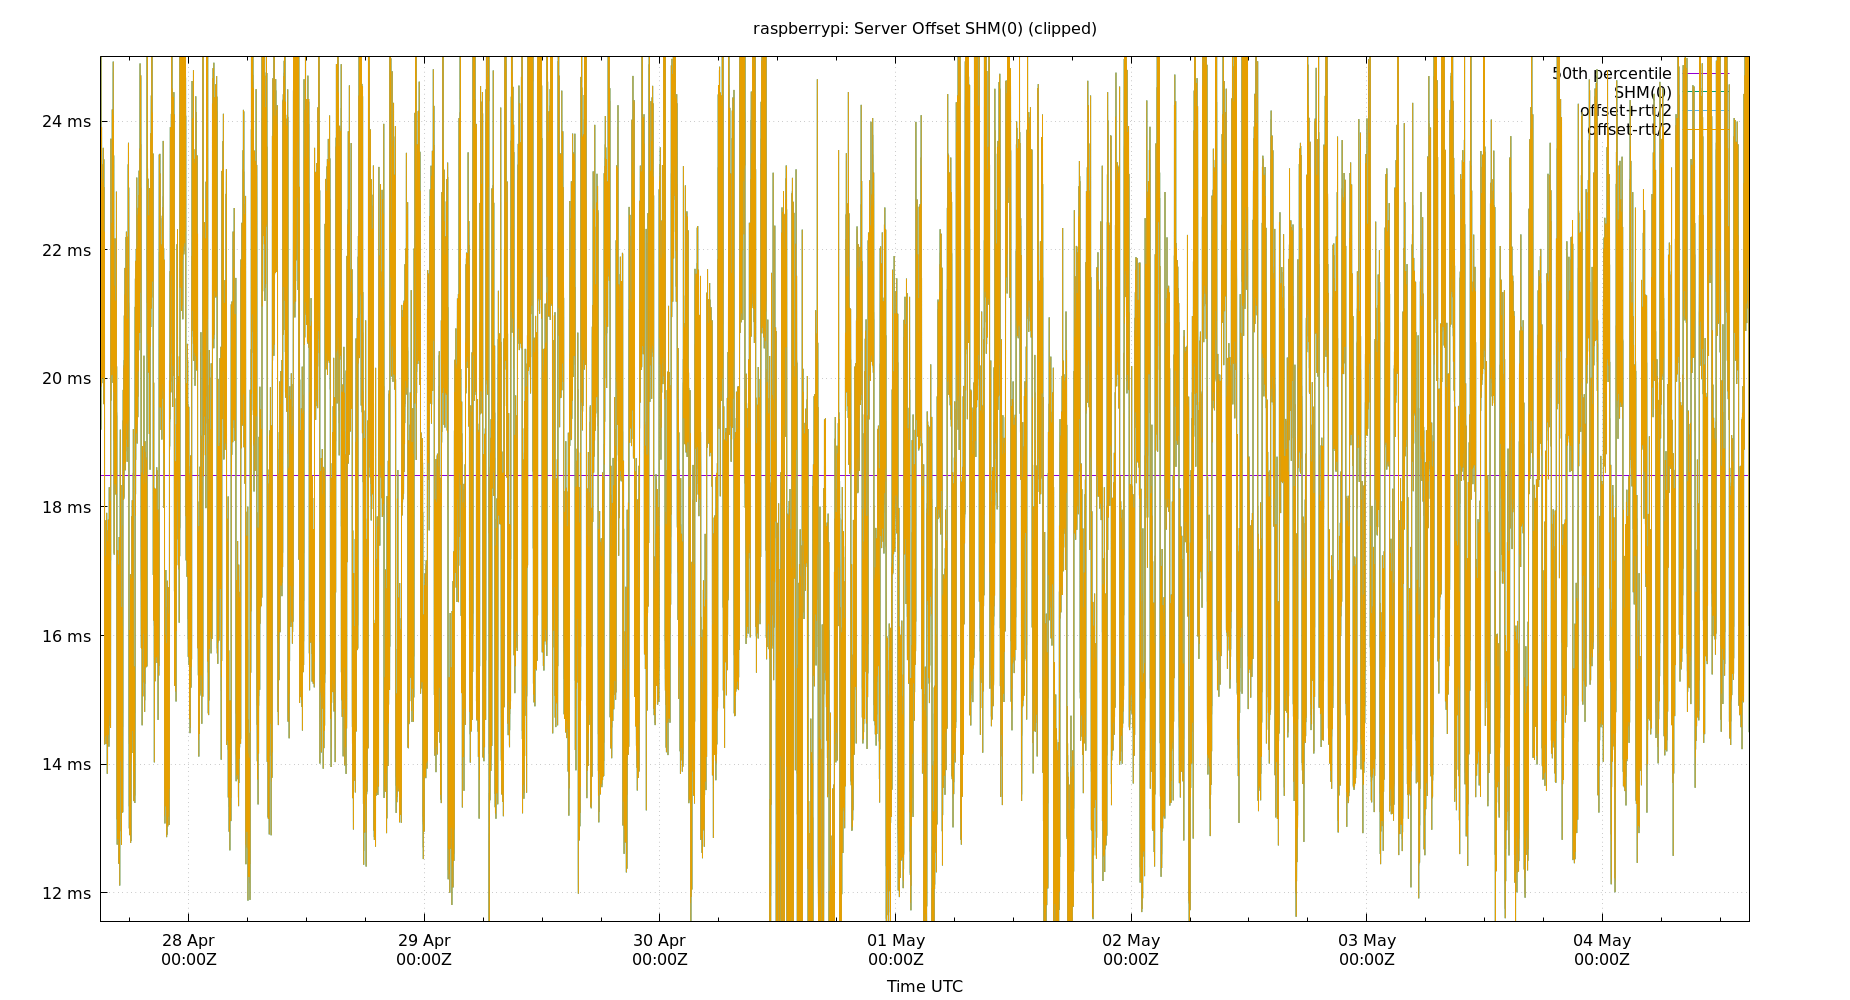 raspberrypi: Server Offset SHM(0) (clipped)
50th percentile
SHM(0)
offset+rtt/2
offset-rtt/2
24 ms
22 ms
20 ms
18 ms
16 ms
14 ms
12 ms
28 Apr
00:00Z
29 Apr
00:00Z
30 Apr
00:00Z
01 May
00:00Z
02 May
00:00Z
03 May
00:00Z
04 May
00:00Z
Time UTC